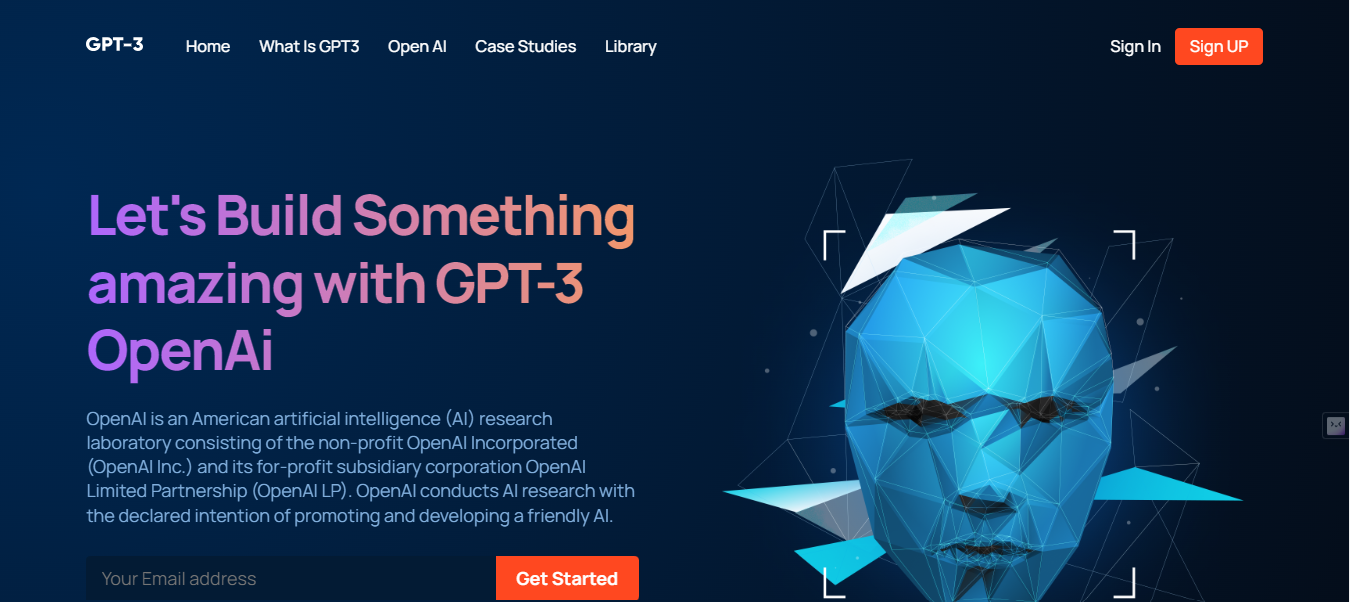 GPT-3
Home
What Is GPT3
Open AI
Case Studies
Library
Sign In
Sign UP
Let's Build Something
amazing with GPT-3
OpenAi
OpenAI is an American artificial intelligence (AI) research
laboratory consisting of the non-profit OpenAI Incorporated
(OpenAI Inc.) and its for-profit subsidiary corporation OpenAI
Limited Partnership (OpenAI LP). OpenAI conducts AI research with
the declared intention of promoting and developing a friendly AI.
Your Email address
Get Started